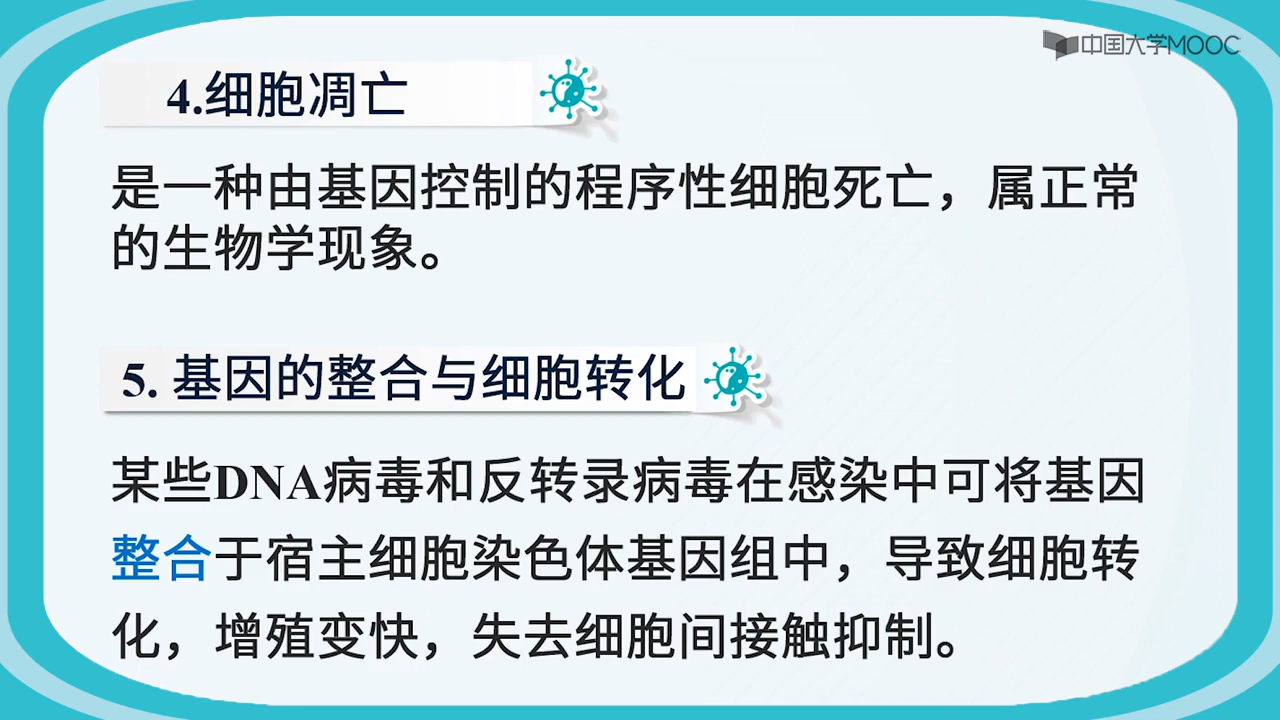 中国大学MOOC
4.细胞凋亡
是一种由基因控制的程序性细胞死亡，属正常
的生物学现象。
5. 基因的整合与细胞转化
某些DNA病毒和反转录病毒在感染中可将基因
整合于宿主细胞染色体基因组中，导致细胞转
化，增殖变快，失去细胞间接触抑制。